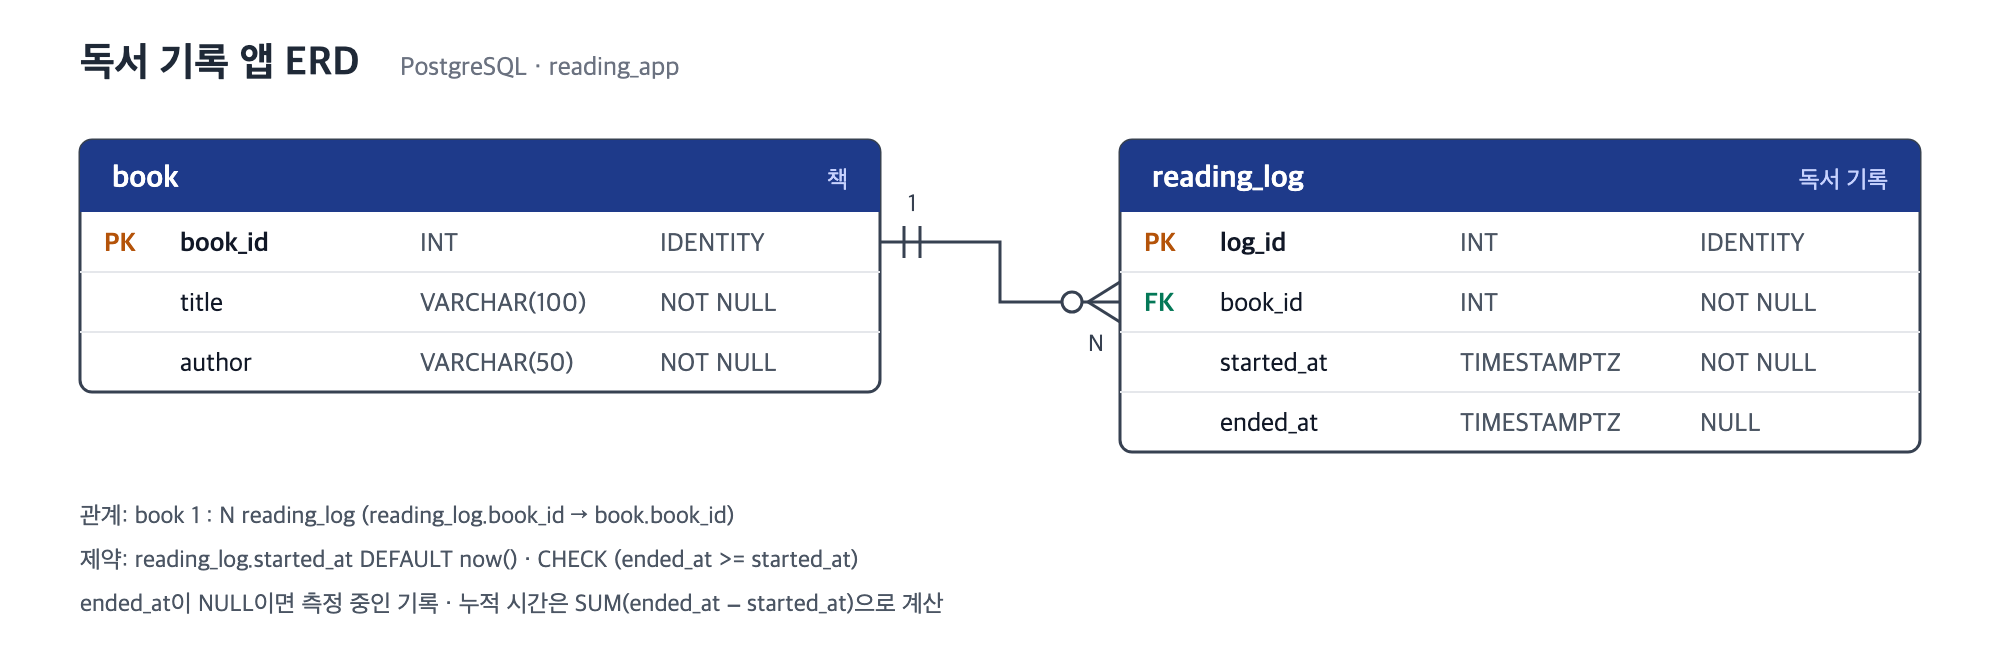 독서 기록 앱 ERD PostgreSQL · reading_app
book 책
PK book_id INT IDENTITY
title VARCHAR(100) NOT NULL
author VARCHAR(50) NOT NULL
1
N
reading_log 독서 기록
PK log_id INT IDENTITY
FK book_id INT NOT NULL
started_at TIMESTAMPTZ NOT NULL
ended_at TIMESTAMPTZ NULL
관계: book 1 : N reading_log (reading_log.book_id → book.book_id)
제약: reading_log.started_at DEFAULT now() · CHECK (ended_at >= started_at)
ended_at이 NULL이면 측정 중인 기록 · 누적 시간은 SUM(ended_at − started_at)으로 계산